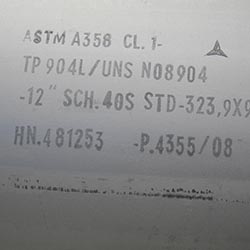 ASTM A358 CL. 1-
TP 904L/UNS N08904
-12" SCH. 40S STD-323,9X9
HN. 481253 -P.4355/08